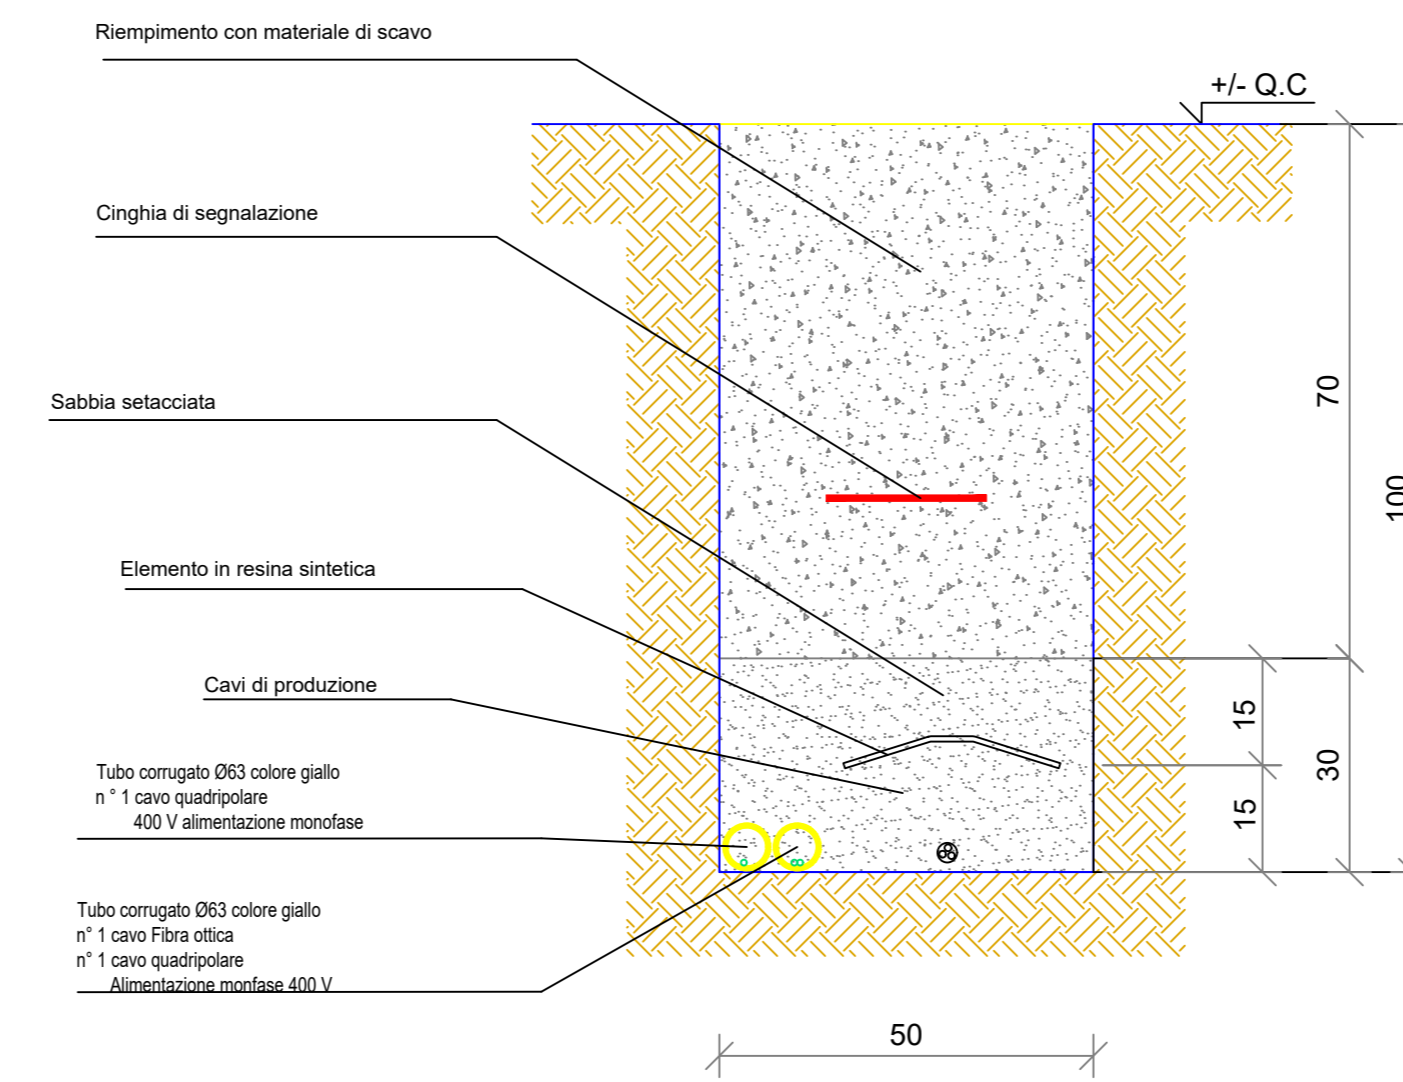 Riempimento con materiale di scavo
+/- Q.C
Cinghia di segnalazione
70
Sabbia setacciata
100
Elemento in resina sintetica
Cavi di produzione
15
30
15
Tubo corrugato Ø63 colore giallo
n ° 1 cavo quadripolare
400 V alimentazione monofase
Tubo corrugato Ø63 colore giallo
n° 1 cavo Fibra ottica
n° 1 cavo quadripolare
Alimentazione monfase 400 V
50